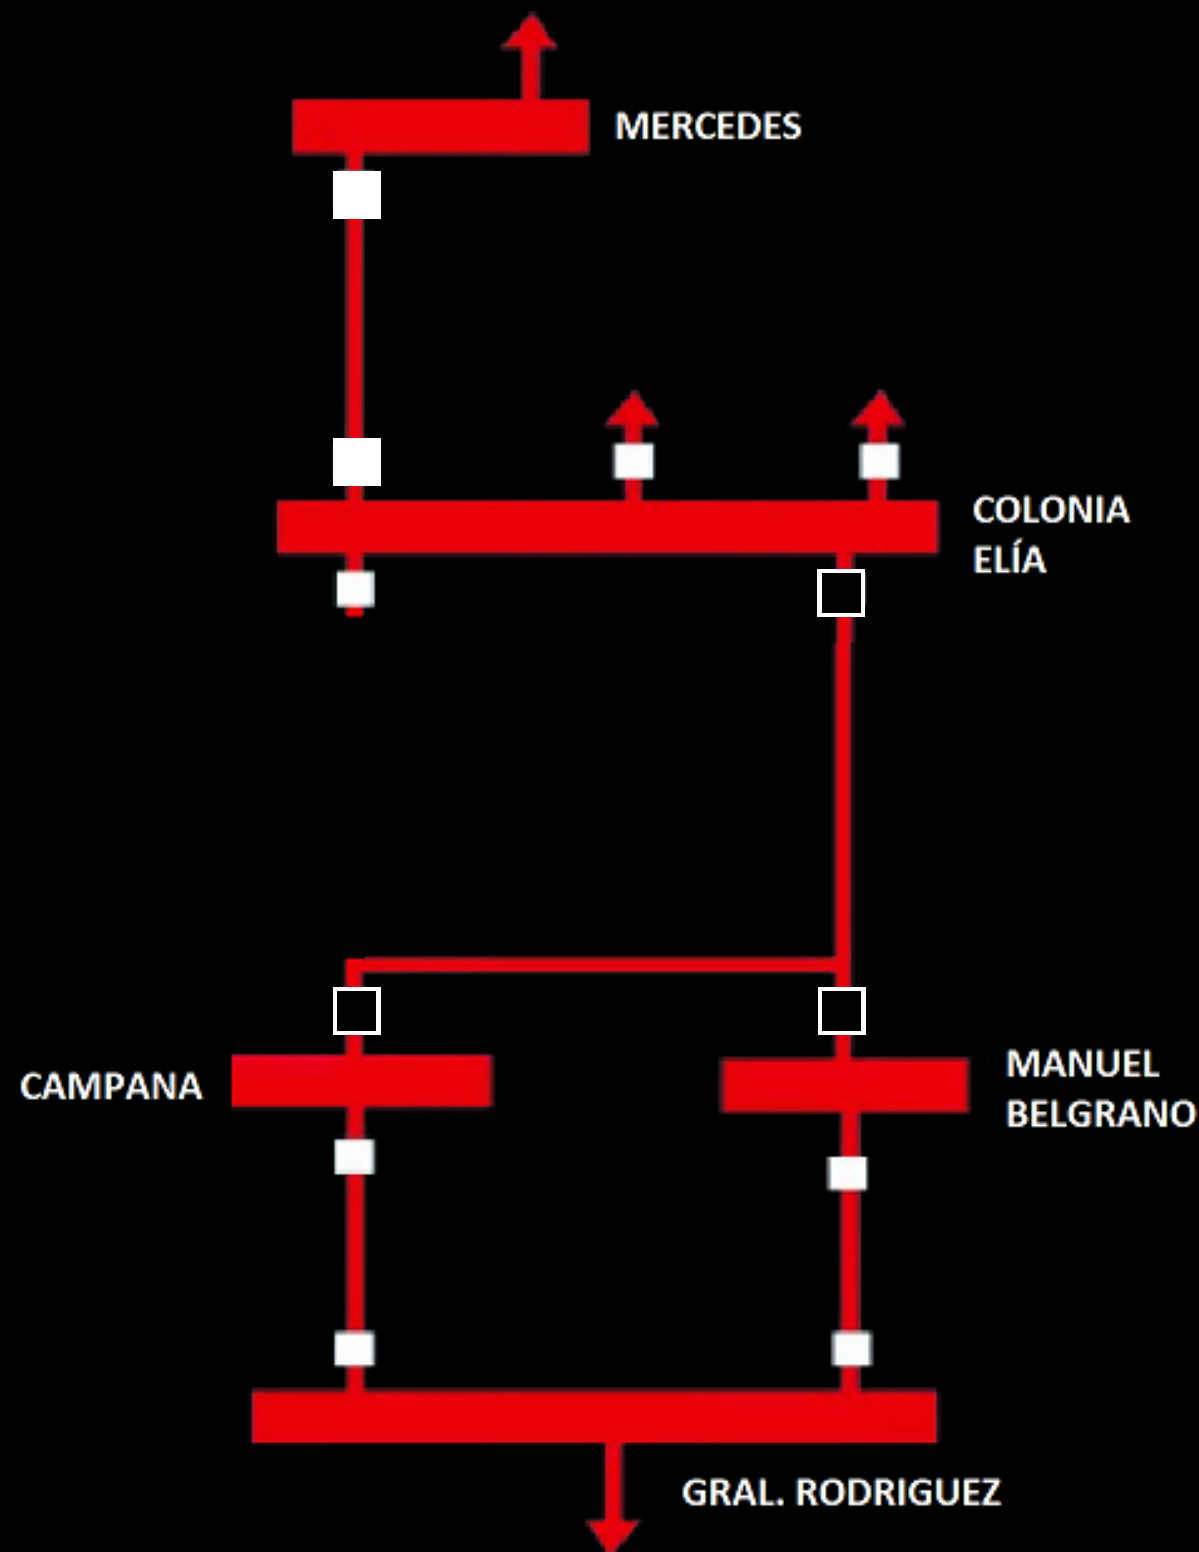 MERCEDES
COLONIA
ELÍA
CAMPANA
MANUEL
BELGRANO
GRAL. RODRIGUEZ